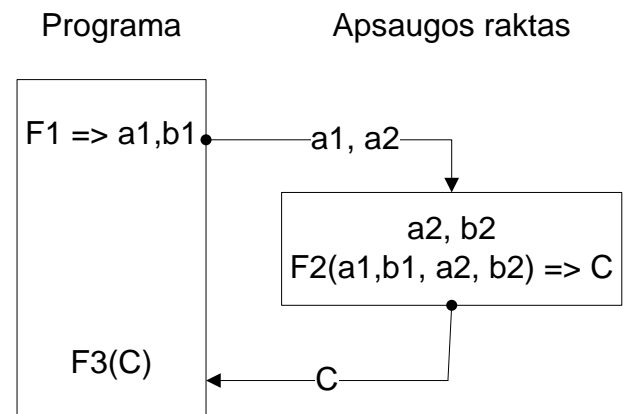 Programa
Apsaugos raktas
F1 => a1,b1
a1, a2
a2, b2
F2(a1,b1, a2, b2) => C
F3(C)
C